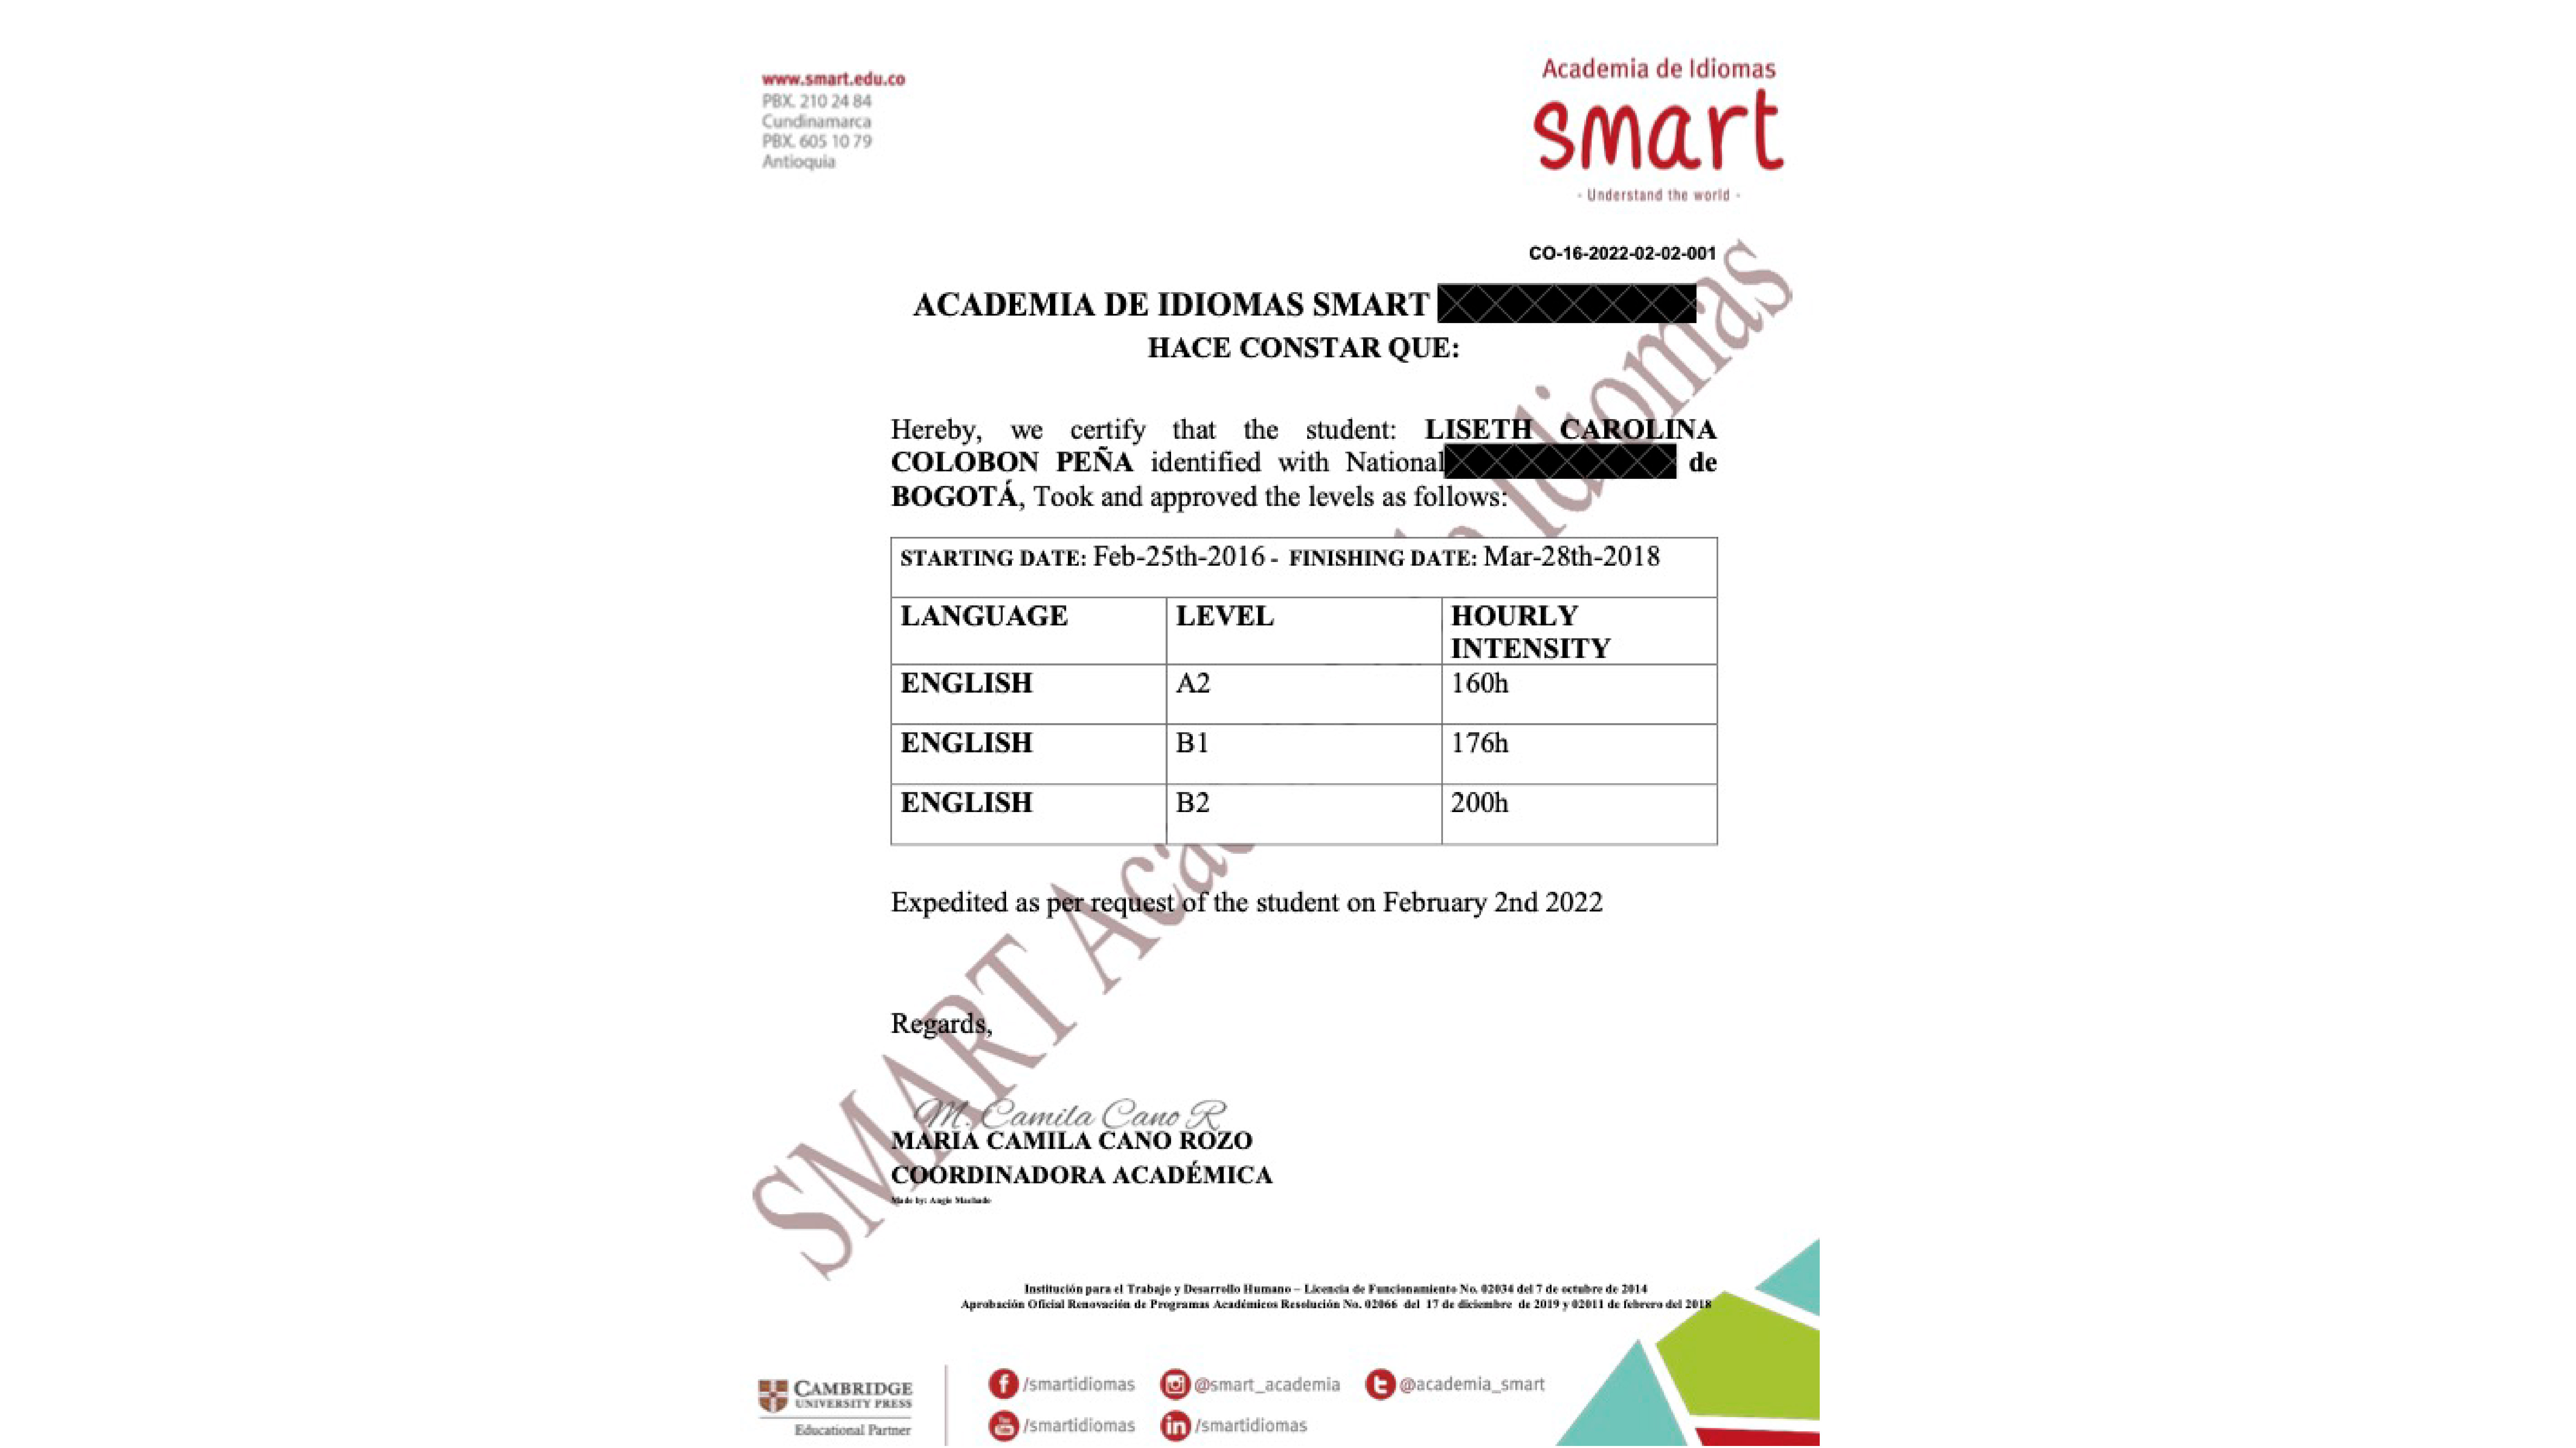 www.smart.edu.co
PBX. 210 24 84
Cundinamarca
PBX. 605 10 79
Antioquia
Academia de Idiomas
smart
- Understand the world -
CO-16-2022-02-02-001
ACADEMIA DE IDIOMAS SMART
HACE CONSTAR QUE:
Hereby, we certify that the student: LISETH CAROLINA
COLOBON PEÑA identified with National de
BOGOTÁ, Took and approved the levels as follows:
STARTING DATE: Feb-25th-2016 - FINISHING DATE: Mar-28th-2018
LANGUAGE LEVEL HOURLY
INTENSITY
ENGLISH A2 160h
ENGLISH B1 176h
ENGLISH B2 200h
Expedited as per request of the student on February 2nd 2022
Regards,
M. Camila Cano R
MARIA CAMILA CANO ROZO
COORDINADORA ACADÉMICA
Made by: Angie Machado
SMART Idiomas
Institución para el Trabajo y Desarrollo Humano – Licencia de Funcionamiento No. 02034 del 7 de octubre de 2014
Aprobación Oficial Renovación de Programas Académicos Resolución No. 02066 del 17 de diciembre de 2019 y 02011 de febrero del 2018
CAMBRIDGE
UNIVERSITY PRESS
Educational Partner
/smartidiomas @smart_academia @academia_smart
/smartidiomas /smartidiomas